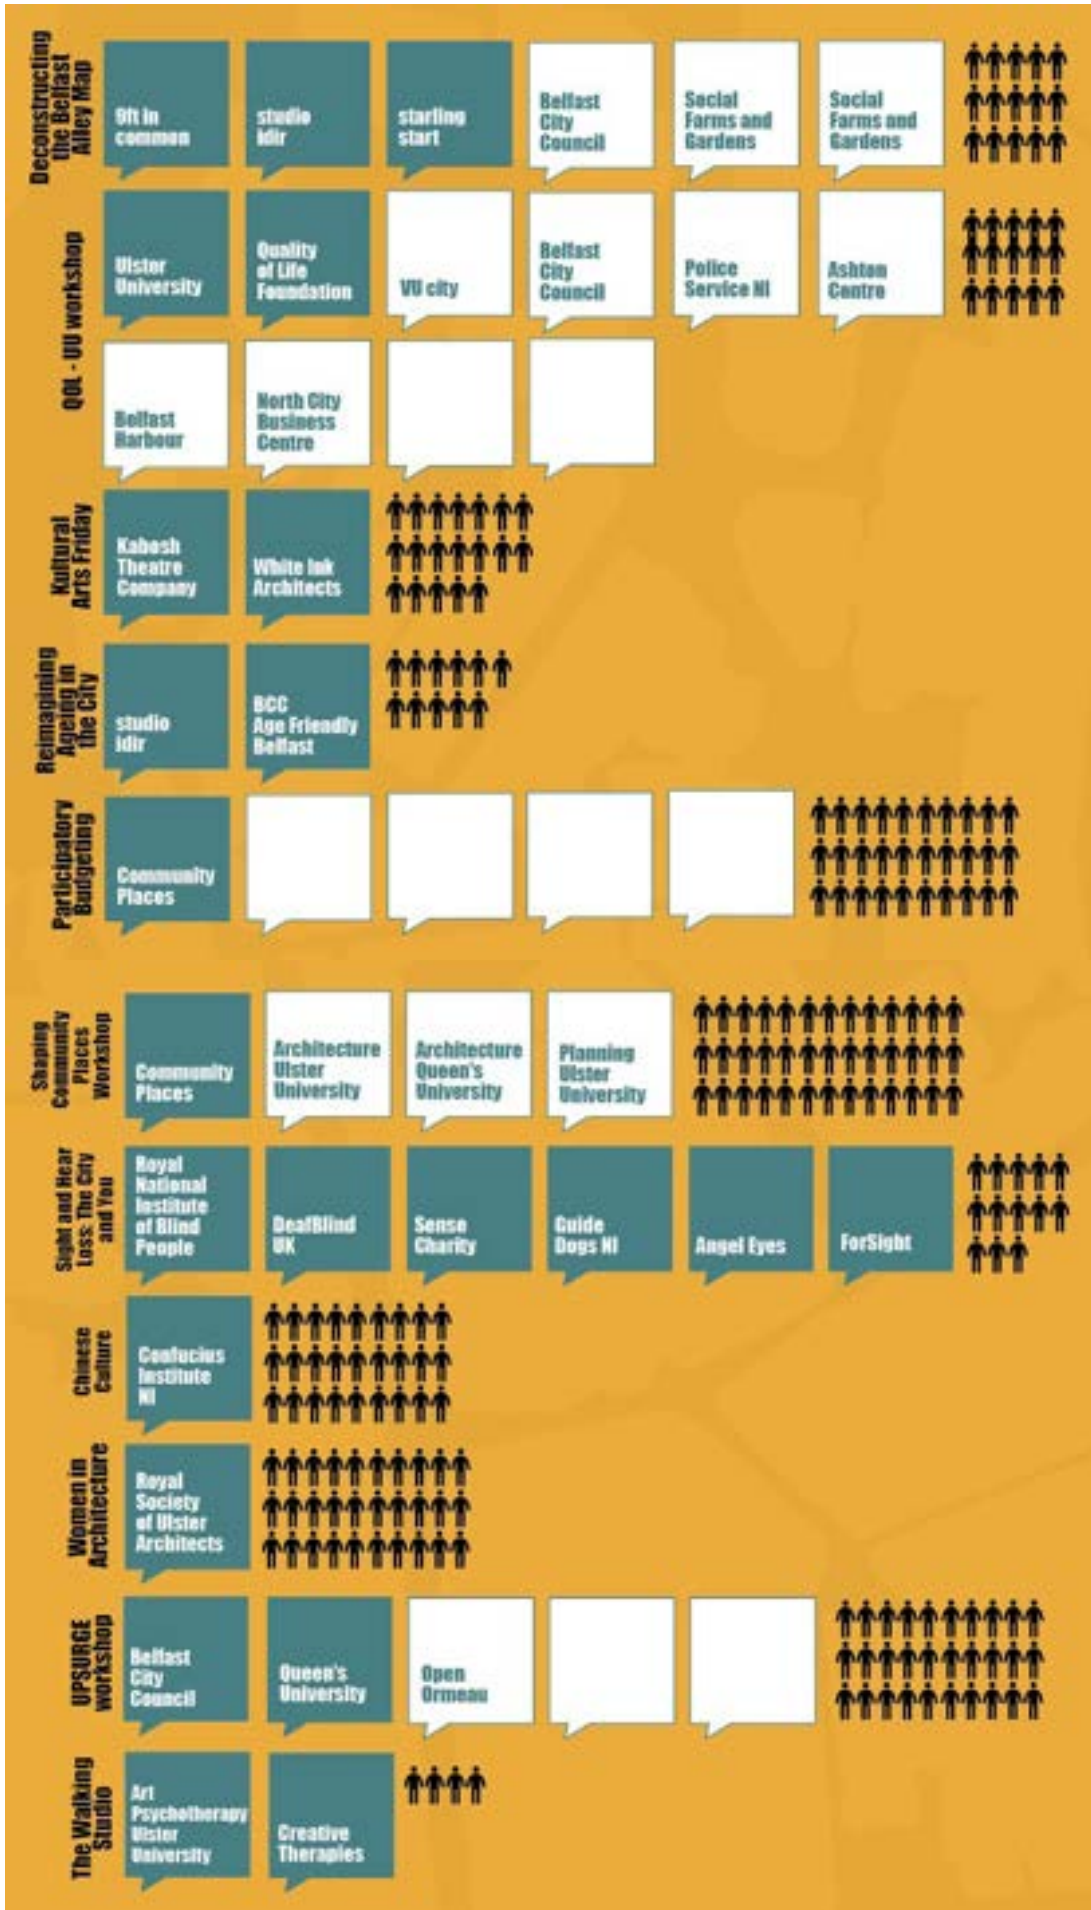 Deconstructing
the Belfast
Alley Map
9ft in
common
studio
idir
starling
start
Belfast
City
Council
Social
Farms and
Gardens
Social
Farms and
Gardens
QOL - UU workshop
Ulster
University
Quality
of Life
Foundation
VU city
Belfast
City
Council
Police
Service NI
Ashton
Centre
Belfast
Harbour
North City
Business
Centre
Kultural
Arts Friday
Kabosh
Theatre
Company
White Ink
Architects
Reimagining
Ageing in
the City
studio
idir
BCC
Age Friendly
Belfast
Participatory
Budgeting
Community
Places
Shaping
Community
Places
Workshop
Community
Places
Architecture
Ulster
University
Architecture
Queen's
University
Planning
Ulster
University
Sight and Hear
Loss: The City
and You
Royal
National
Institute
of Blind
People
DeafBlind
UK
Sense
Charity
Guide
Dogs NI
Angel Eyes
ForSight
Chinese
Culture
Confucius
Institute
NI
Women in
Architecture
Royal
Society
of Ulster
Architects
UPSURGE
workshop
Belfast
City
Council
Queen's
University
Open
Ormeau
The Walking
Studio
Art
Psychotherapy
Ulster
University
Creative
Therapies